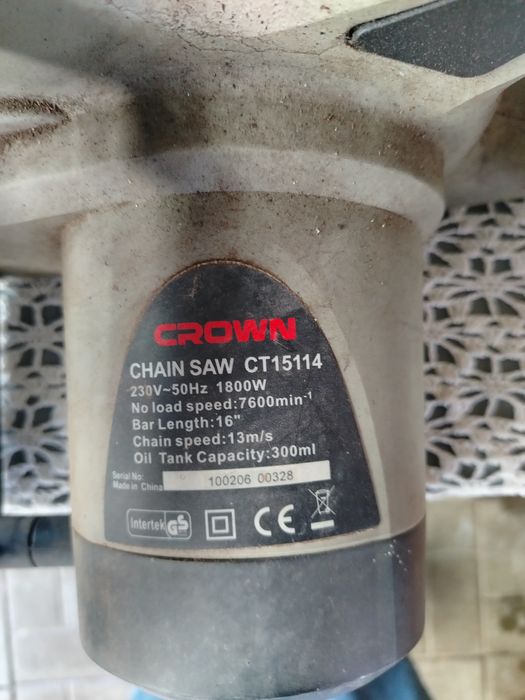 CROWN
CHAIN SAW CT15114
230V~50Hz 1800W
No load speed:7600min⁻¹
Bar Length:16"
Chain speed:13m/s
Oil Tank Capacity:300ml
Serial No:
Made in China
100206 00328
Intertek GS
CE